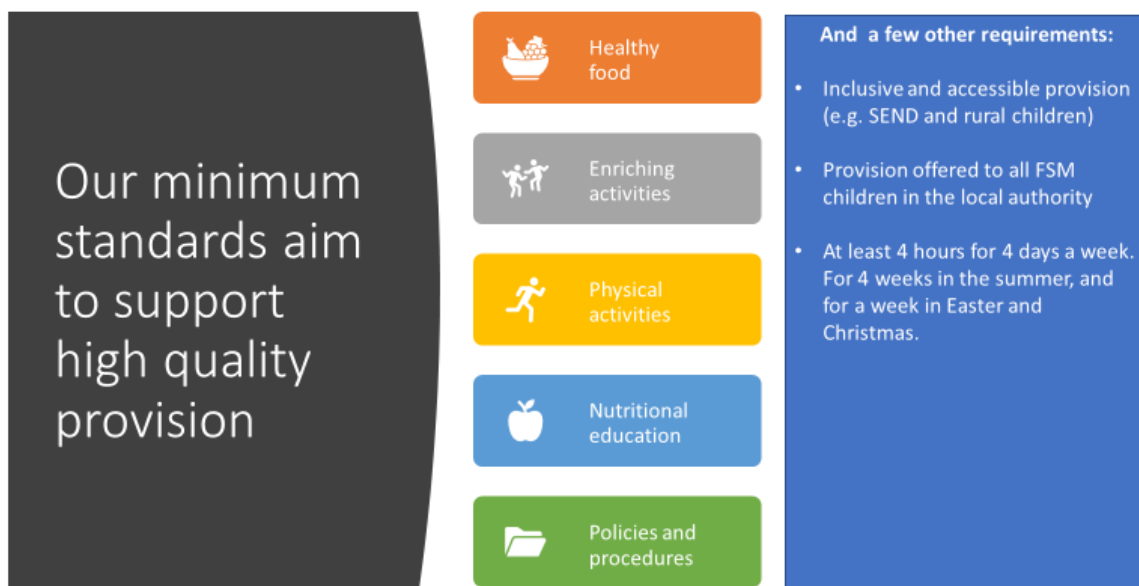 Our minimum
standards aim
to support
high quality
provision
Healthy
food
Enriching
activities
Physical
activities
Nutritional
education
Policies and
procedures
And a few other requirements:
• Inclusive and accessible provision
(e.g. SEND and rural children)
• Provision offered to all FSM
children in the local authority
• At least 4 hours for 4 days a week.
For 4 weeks in the summer, and
for a week in Easter and
Christmas.